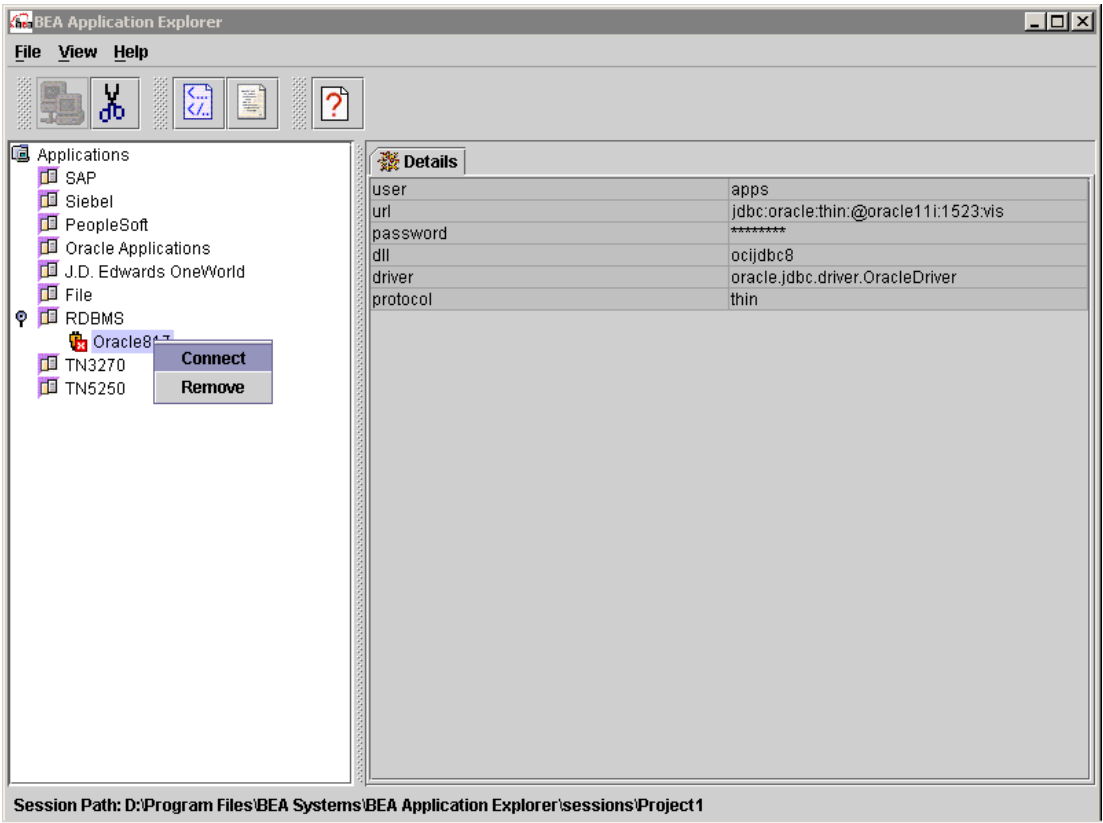 BEA Application Explorer
File View Help
Applications
SAP
Siebel
PeopleSoft
Oracle Applications
J.D. Edwards OneWorld
File
RDBMS
Connect
Remove
TN3270
TN5250
Details
user apps
url jdbc:oracle:thin:@oracle11i:1523:vis
password ********
dll ocijdbc8
driver oracle.jdbc.driver.OracleDriver
protocol thin
Session Path: D:\Program Files\BEA Systems\BEA Application Explorer\sessions\Project1